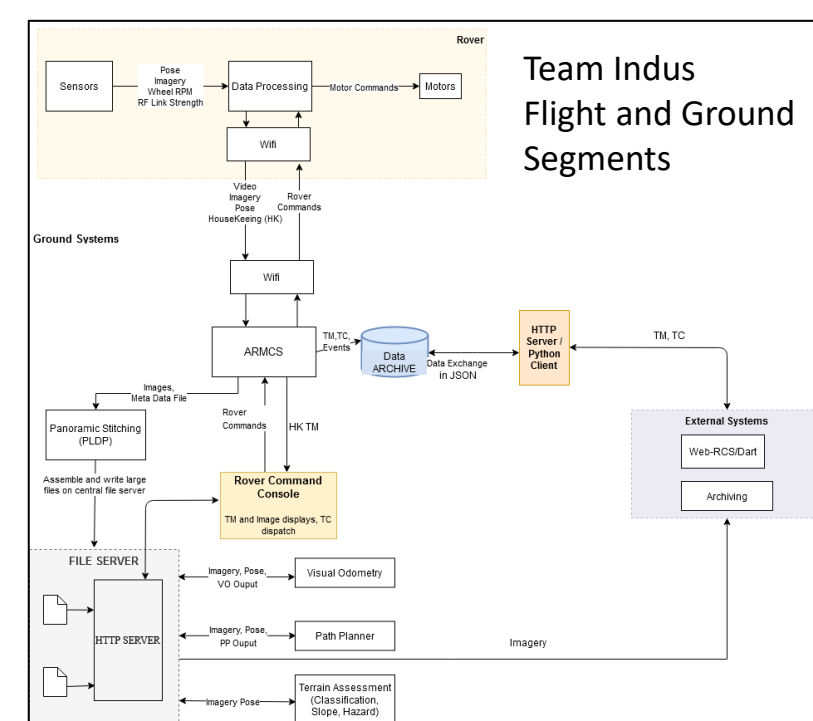 Rover
Team Indus
Flight and Ground
Segments
Sensors
Pose
Imagery
Wheel RPM
RF Link Strength
Data Processing
Motor Commands
Motors
Wifi
Video
Imagery
Pose
HouseKeeing (HK)
Rover
Commands
Ground Systems
Wifi
ARMCS
TM,TC,
Events
Data
ARCHIVE
Data Exchange
in JSON
HTTP
Server /
Python
Client
TM, TC
Images,
Meta Data File
Panoramic Stitching
(PLDP)
Rover
Commands
HK TM
External Systems
Web-RCS/Dart
Archiving
Assemble and write large
files on central file server
Rover Command
Console
TM and Image displays, TC
dispatch
FILE SERVER
HTTP SERVER
Imagery, Pose,
VO Ouput
Visual Odometry
Imagery, Pose,
PP Ouput
Path Planner
Imagery
Imagery Pose
Terrain Assessment
(Classification,
Slope, Hazard)